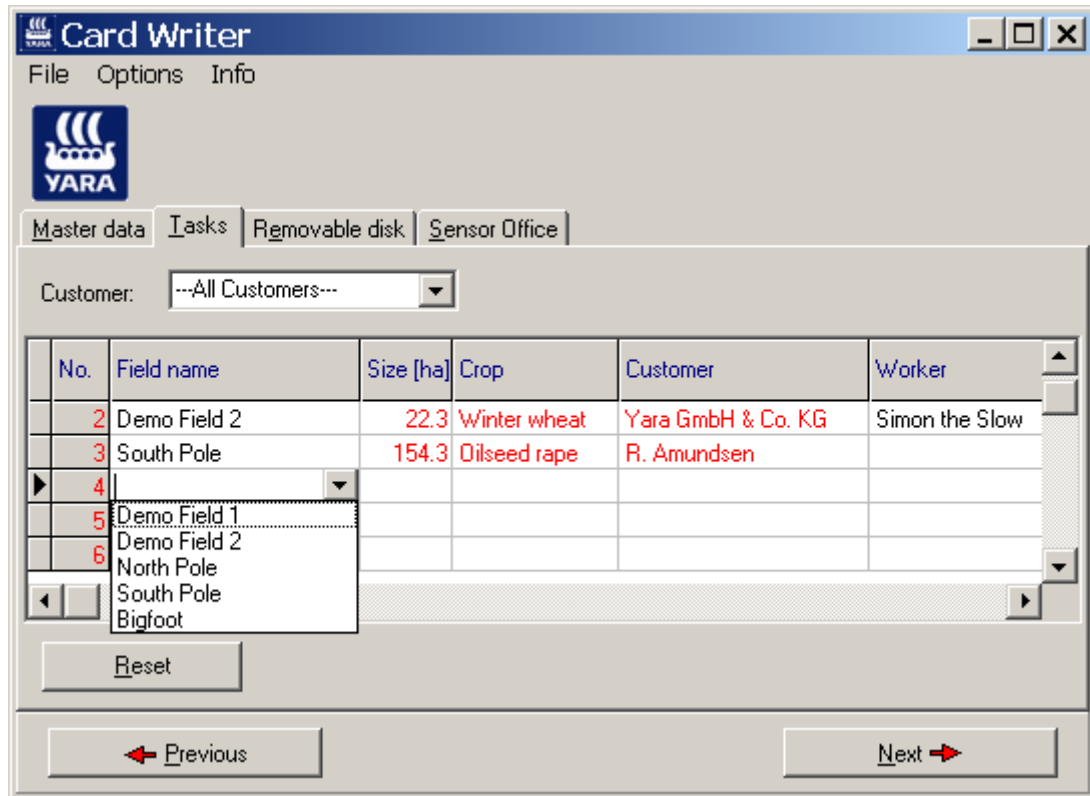 Card Writer
File Options Info
YARA
Master data Tasks Removable disk Sensor Office
Customer: ---All Customers---
No. Field name Size [ha] Crop Customer Worker
2 Demo Field 2 22.3 Winter wheat Yara GmbH & Co. KG Simon the Slow
3 South Pole 154.3 Oilseed rape R. Amundsen
4
5 Demo Field 1
Demo Field 2
6 North Pole
South Pole
Bigfoot
Reset
Previous Next